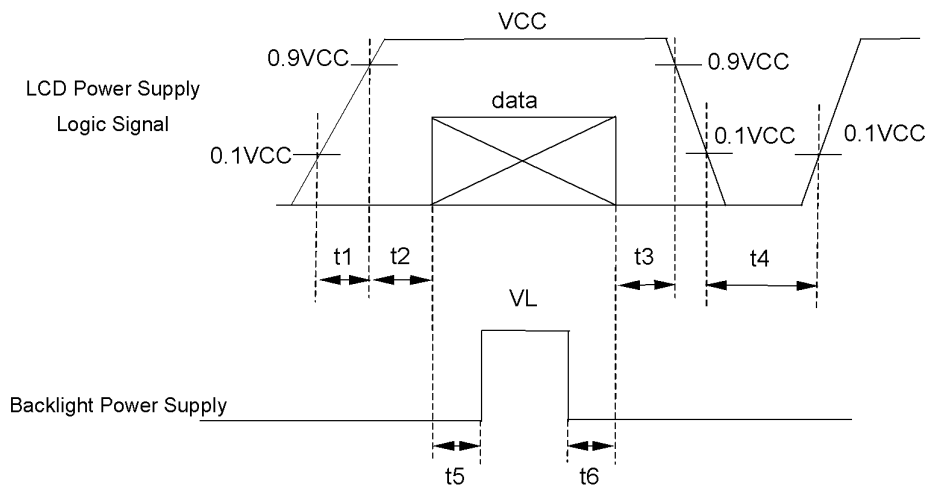 VCC
0.9VCC
0.9VCC
LCD Power Supply
Logic Signal
data
0.1VCC
0.1VCC
0.1VCC
t1
t2
t3
t4
VL
Backlight Power Supply
t5
t6